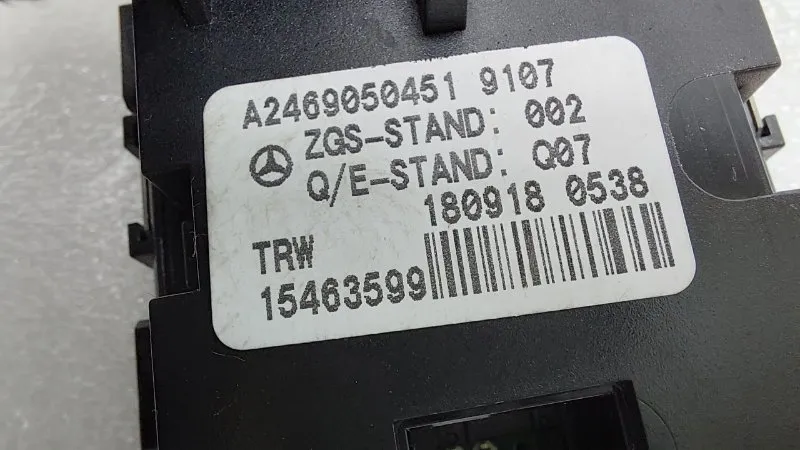 A2469050451 9107
ZGS-STAND: 002
Q/E-STAND: Q07
180918 0538
TRW
15463599